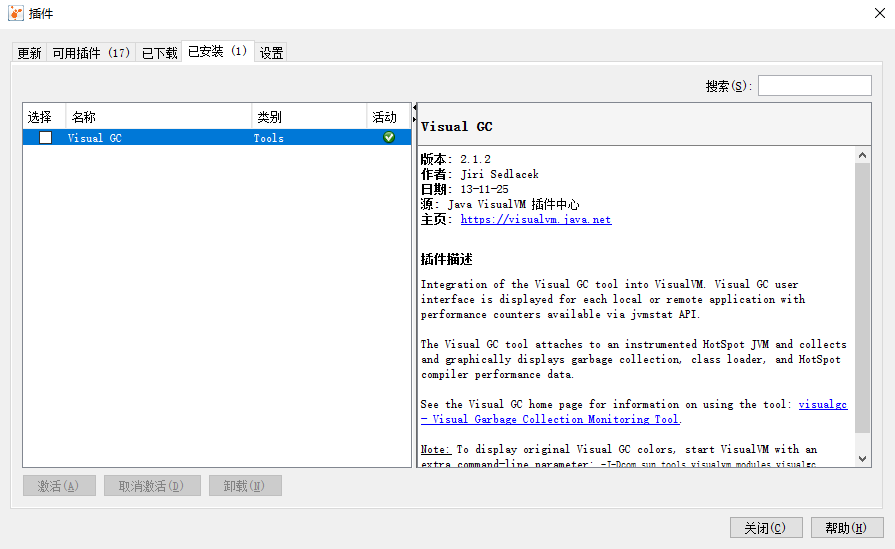 插件
更新 可用插件 (17) 已下载 已安装 (1) 设置
搜索(S):
选择 名称 类别 活动
Visual GC Tools
Visual GC
版本: 2.1.2
作者: Jiri Sedlacek
日期: 13-11-25
源: Java VisualVM 插件中心
主页: https://visualvm.java.net
插件描述
Integration of the Visual GC tool into VisualVM. Visual GC user
interface is displayed for each local or remote application with
performance counters available via jvmstat API.
The Visual GC tool attaches to an instrumented HotSpot JVM and collects
and graphically displays garbage collection, class loader, and HotSpot
compiler performance data.
See the Visual GC home page for information on using the tool: visualgc
- Visual Garbage Collection Monitoring Tool.
Note: To display original Visual GC colors, start VisualVM with an
extra command-line parameter: -J-Dcom.sun.tools.visualvm.modules.visualgc
激活(A) 取消激活(D) 卸载(N)
关闭(C) 帮助(H)